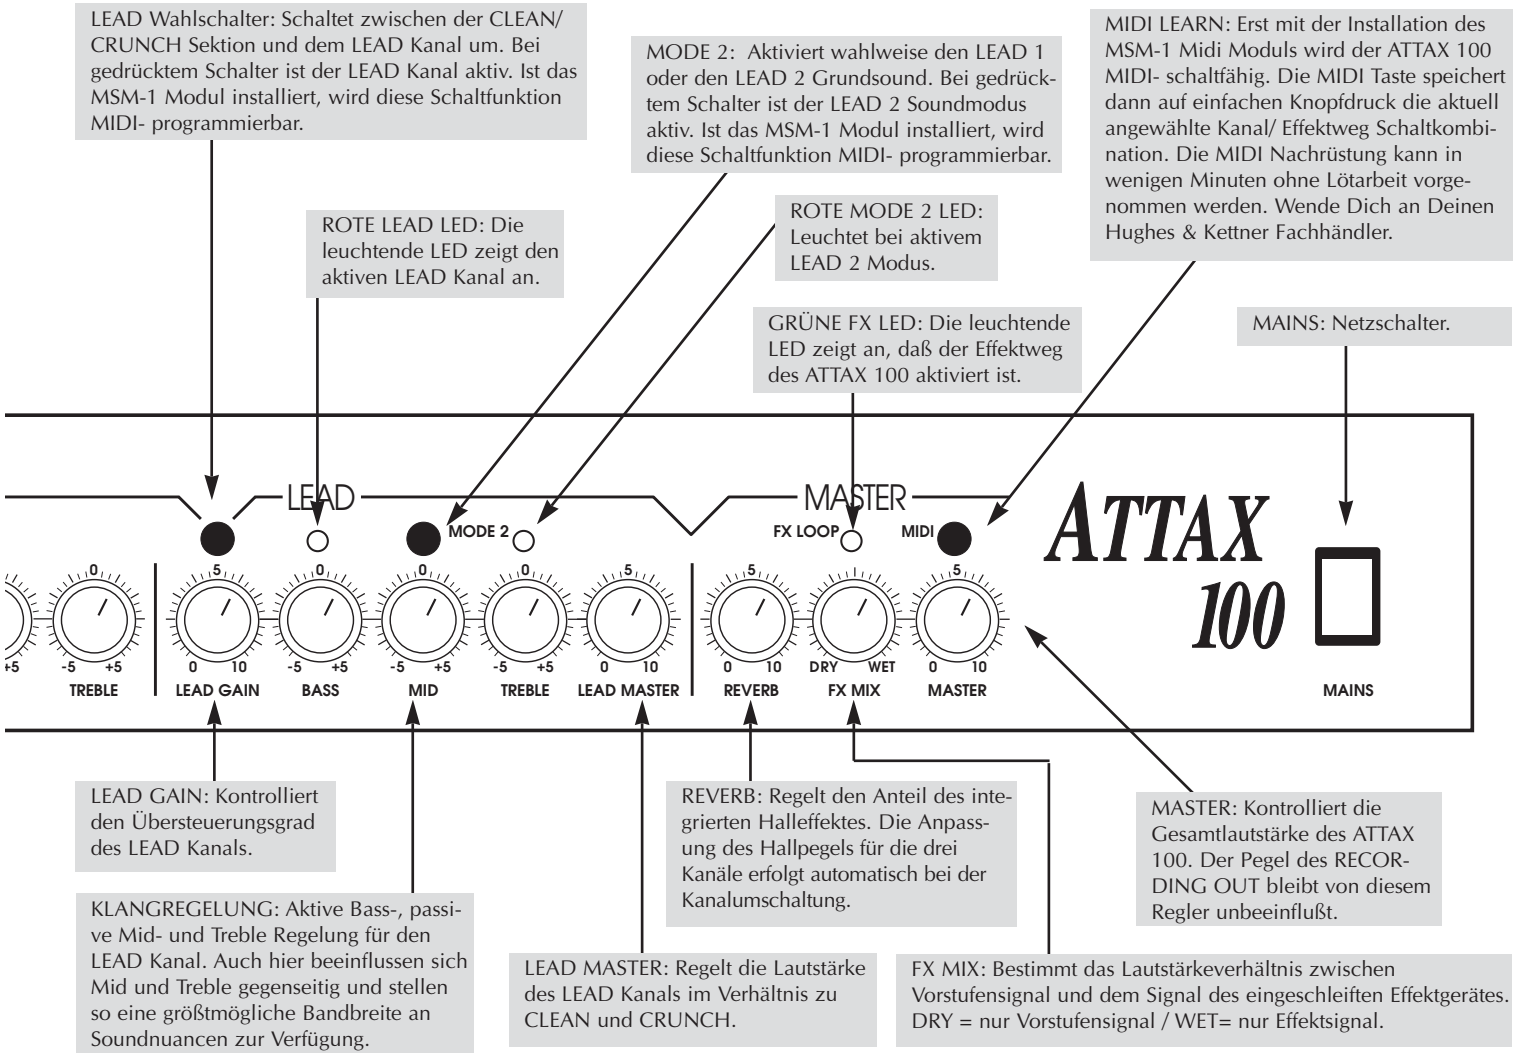 LEAD Wahlschalter: Schaltet zwischen der CLEAN/
CRUNCH Sektion und dem LEAD Kanal um. Bei
gedrücktem Schalter ist der LEAD Kanal aktiv. Ist das
MSM-1 Modul installiert, wird diese Schaltfunktion
MIDI- programmierbar.
MODE 2:  Aktiviert wahlweise den LEAD 1
oder den LEAD 2 Grundsound. Bei gedrück-
tem Schalter ist der LEAD 2 Soundmodus
aktiv. Ist das MSM-1 Modul installiert, wird
diese Schaltfunktion MIDI- programmierbar.
MIDI LEARN: Erst mit der Installation des
MSM-1 Midi Moduls wird der ATTAX 100
MIDI- schaltfähig. Die MIDI Taste speichert
dann auf einfachen Knopfdruck die aktuell
angewählte Kanal/ Effektweg Schaltkombi-
nation. Die MIDI Nachrüstung kann in
wenigen Minuten ohne Lötarbeit vorge-
nommen werden. Wende Dich an Deinen
Hughes & Kettner Fachhändler.
ROTE LEAD LED: Die
leuchtende LED zeigt den
aktiven LEAD Kanal an.
ROTE MODE 2 LED:
Leuchtet bei aktivem
LEAD 2 Modus.
GRÜNE FX LED: Die leuchtende
LED zeigt an, daß der Effektweg
des ATTAX 100 aktiviert ist.
MAINS: Netzschalter.
LEAD MASTER
MODE 2 FX LOOP MIDI
ATTAX
100
0 5 0 0 0 5 5 5
+5 -5 +5 0 10 -5 +5 -5 +5 -5 +5 0 10 0 10 DRY WET 0 10
TREBLE LEAD GAIN BASS MID TREBLE LEAD MASTER REVERB FX MIX MASTER MAINS
LEAD GAIN: Kontrolliert
den Übersteuerungsgrad
des LEAD Kanals.
KLANGREGELUNG: Aktive Bass-, passi-
ve Mid- und Treble Regelung für den
LEAD Kanal. Auch hier beeinflussen sich
Mid und Treble gegenseitig und stellen
so eine größtmögliche Bandbreite an
Soundnuancen zur Verfügung.
LEAD MASTER: Regelt die Lautstärke
des LEAD Kanals im Verhältnis zu
CLEAN und CRUNCH.
REVERB: Regelt den Anteil des inte-
grierten Halleffektes. Die Anpass-
ung des Hallpegels für die drei
Kanäle erfolgt automatisch bei der
Kanalumschaltung.
FX MIX: Bestimmt das Lautstärkeverhältnis zwischen
Vorstufensignal und dem Signal des eingeschleiften Effektgerätes.
DRY = nur Vorstufensignal / WET= nur Effektsignal.
MASTER: Kontrolliert die
Gesamtlautstärke des ATTAX
100. Der Pegel des RECOR-
DING OUT bleibt von diesem
Regler unbeeinflußt.